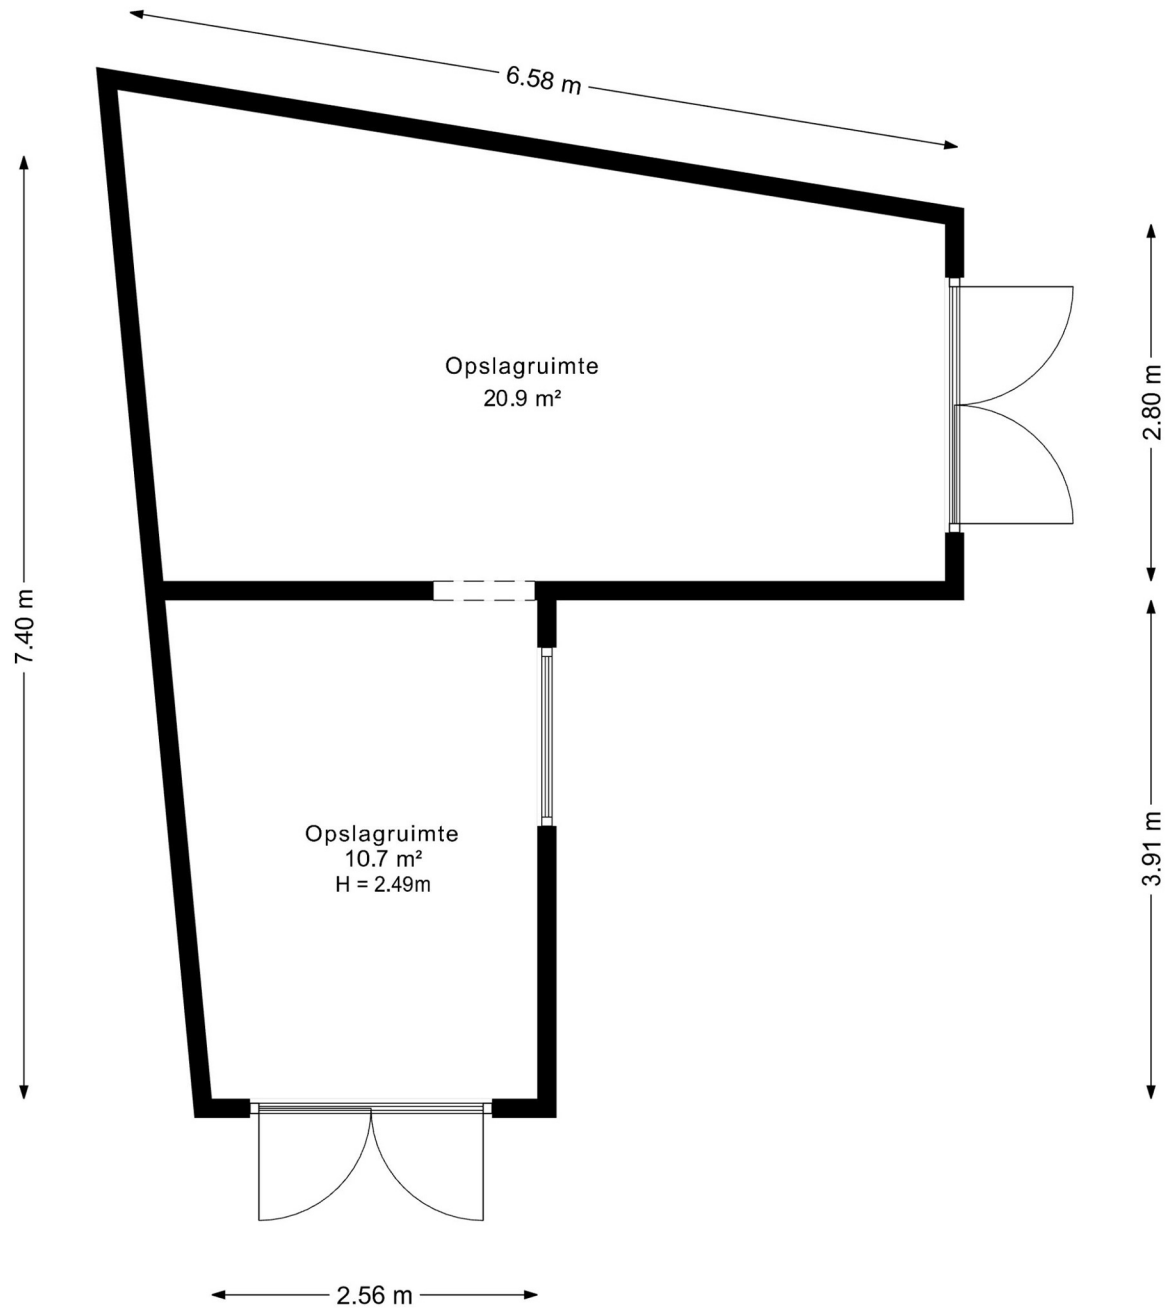 6.58 m
2.80 m
Opslagruimte
20.9 m²
7.40 m
3.91 m
Opslagruimte
10.7 m²
H = 2.49m
2.56 m